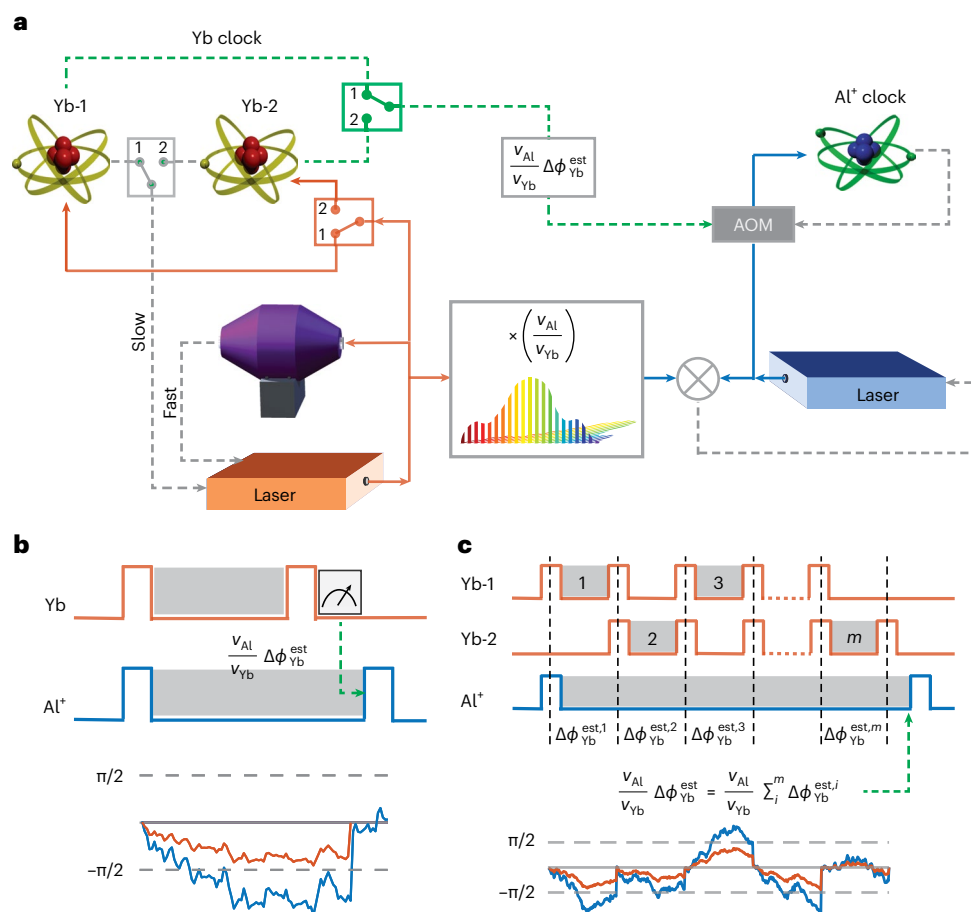 a
Yb clock
Yb-1
Yb-2
Al⁺ clock
1
2
1
2
2
1
ν_Al/ν_Yb Δϕ_Yb^est
AOM
Slow
Fast
× (ν_Al/ν_Yb)
Laser
Laser
b
Yb
ν_Al/ν_Yb Δϕ_Yb^est
Al⁺
π/2
−π/2
c
Yb-1
1
3
Yb-2
2
m
Al⁺
Δϕ_Yb^est,1 Δϕ_Yb^est,2 Δϕ_Yb^est,3 Δϕ_Yb^est,m
ν_Al/ν_Yb Δϕ_Yb^est = ν_Al/ν_Yb ∑_i^m Δϕ_Yb^est,i
π/2
−π/2